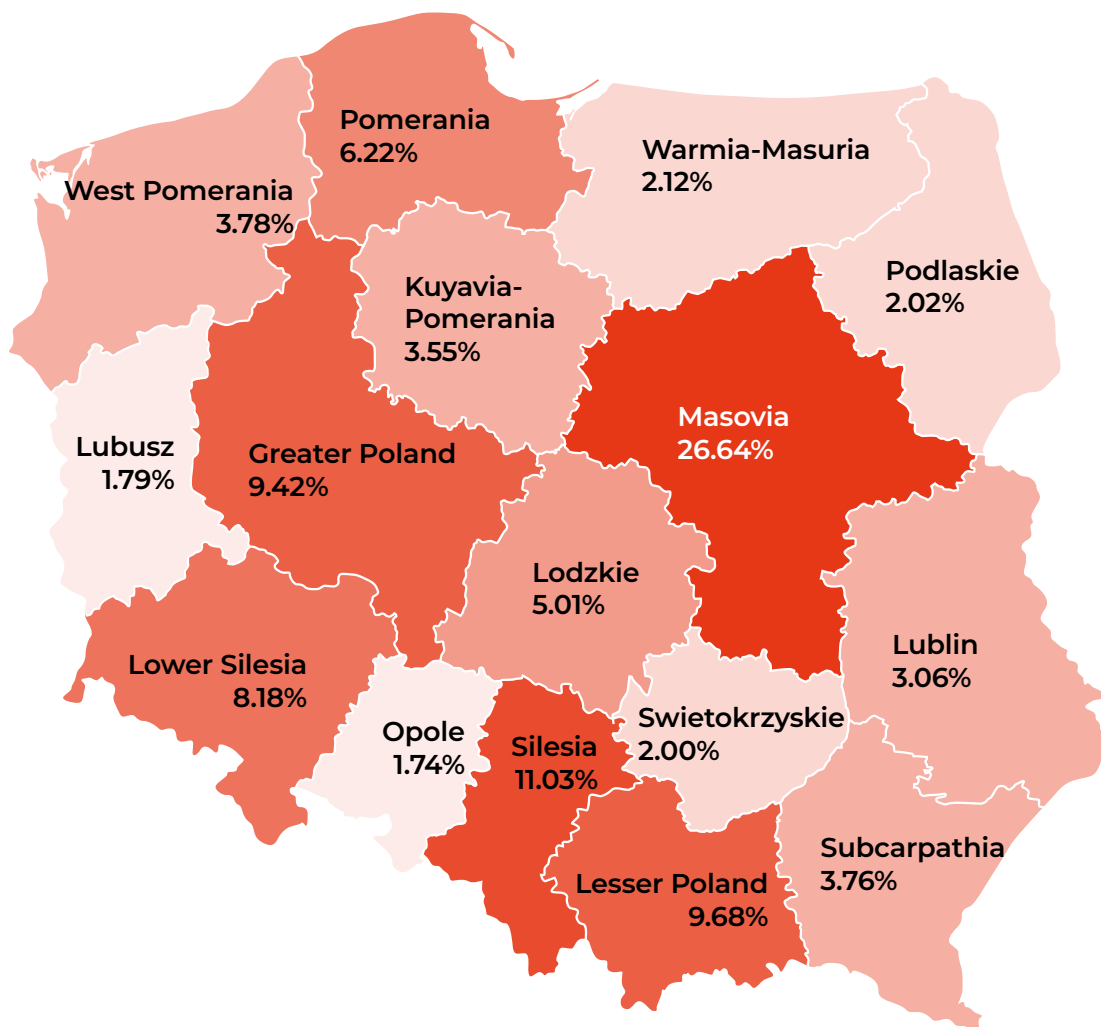 Pomerania
6.22%
Warmia-Masuria
2.12%
West Pomerania
3.78%
Podlaskie
2.02%
Kuyavia-
Pomerania
3.55%
Masovia
26.64%
Lubusz
1.79%
Greater Poland
9.42%
Lodzkie
5.01%
Lublin
3.06%
Lower Silesia
8.18%
Swietokrzyskie
2.00%
Opole
1.74%
Silesia
11.03%
Subcarpathia
3.76%
Lesser Poland
9.68%